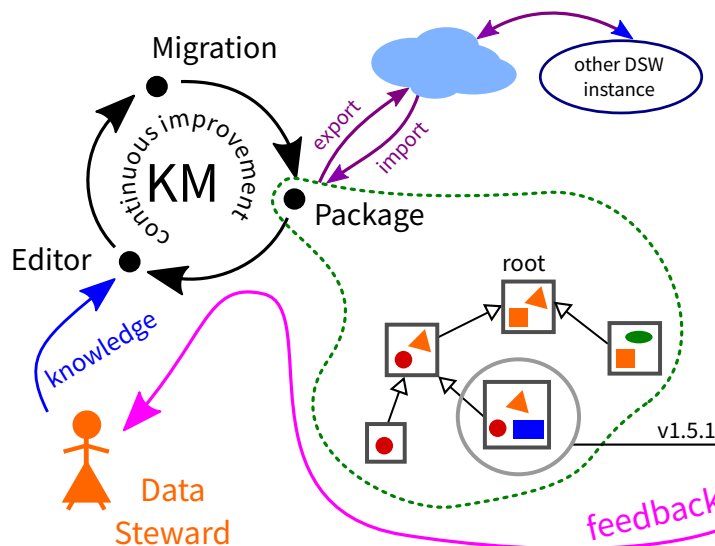 Migration
other DSW
instance
continuous improvement
KM
export
import
Package
Editor
root
knowledge
v1.5.1
Data
Steward
feedback